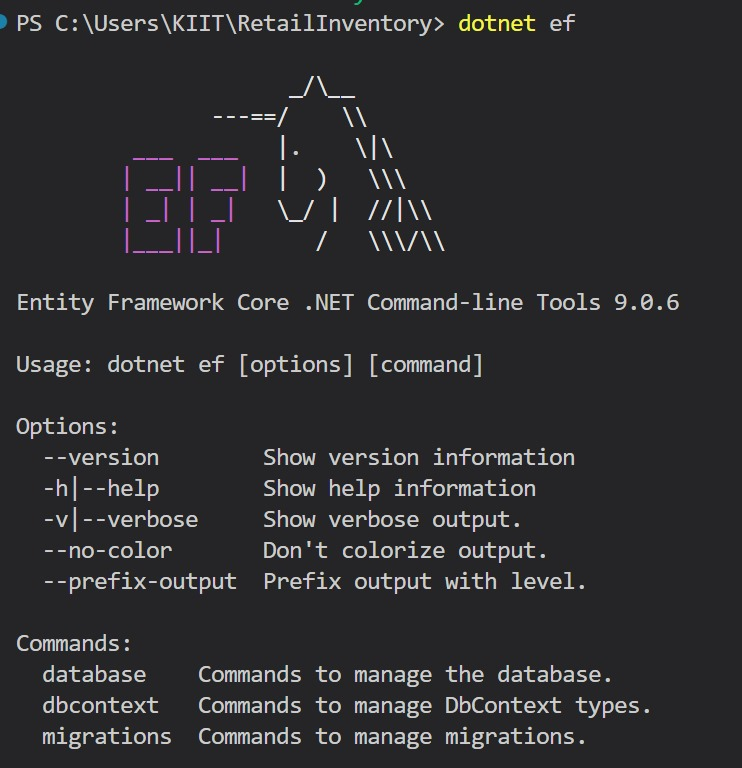 PS C:\Users\KIIT\RetailInventory> dotnet ef
                     _/\__
               ---==/    \\
         ___  ___   |.    \|\
        | __|| __|  |  )   \\\
        | _| | _|   \_/ |  //|\\
        |___||_|       /   \\\/\\
Entity Framework Core .NET Command-line Tools 9.0.6
Usage: dotnet ef [options] [command]
Options:
  --version        Show version information
  -h|--help        Show help information
  -v|--verbose     Show verbose output.
  --no-color       Don't colorize output.
  --prefix-output  Prefix output with level.
Commands:
  database    Commands to manage the database.
  dbcontext   Commands to manage DbContext types.
  migrations  Commands to manage migrations.